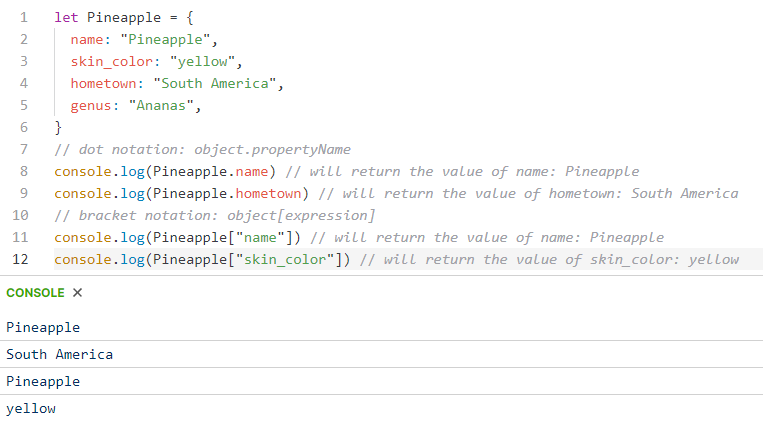 1 let Pineapple = {
2   name: "Pineapple",
3   skin_color: "yellow",
4   hometown: "South America",
5   genus: "Ananas",
6 }
7 // dot notation: object.propertyName
8 console.log(Pineapple.name) // will return the value of name: Pineapple
9 console.log(Pineapple.hometown) // will return the value of hometown: South America
10 // bracket notation: object[expression]
11 console.log(Pineapple["name"]) // will return the value of name: Pineapple
12 console.log(Pineapple["skin_color"]) // will return the value of skin_color: yellow
CONSOLE ×
Pineapple
South America
Pineapple
yellow